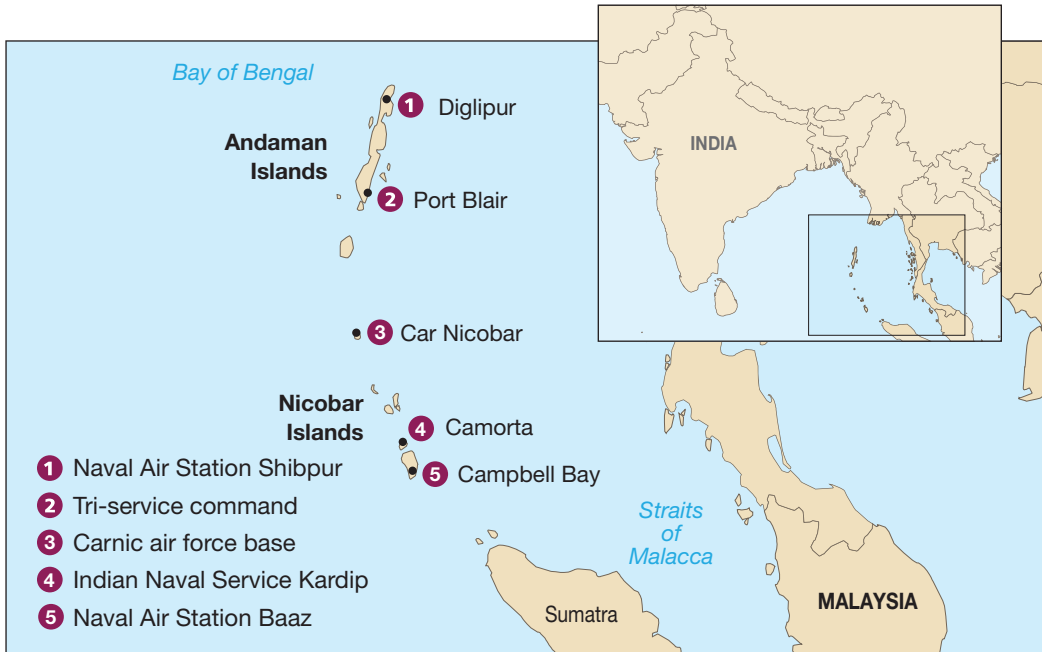 Bay of Bengal
1 Diglipur
Andaman
Islands
2 Port Blair
INDIA
3 Car Nicobar
Nicobar
Islands
4 Camorta
5 Campbell Bay
1 Naval Air Station Shibpur
2 Tri-service command
3 Carnic air force base
4 Indian Naval Service Kardip
5 Naval Air Station Baaz
Straits
of
Malacca
Sumatra
MALAYSIA